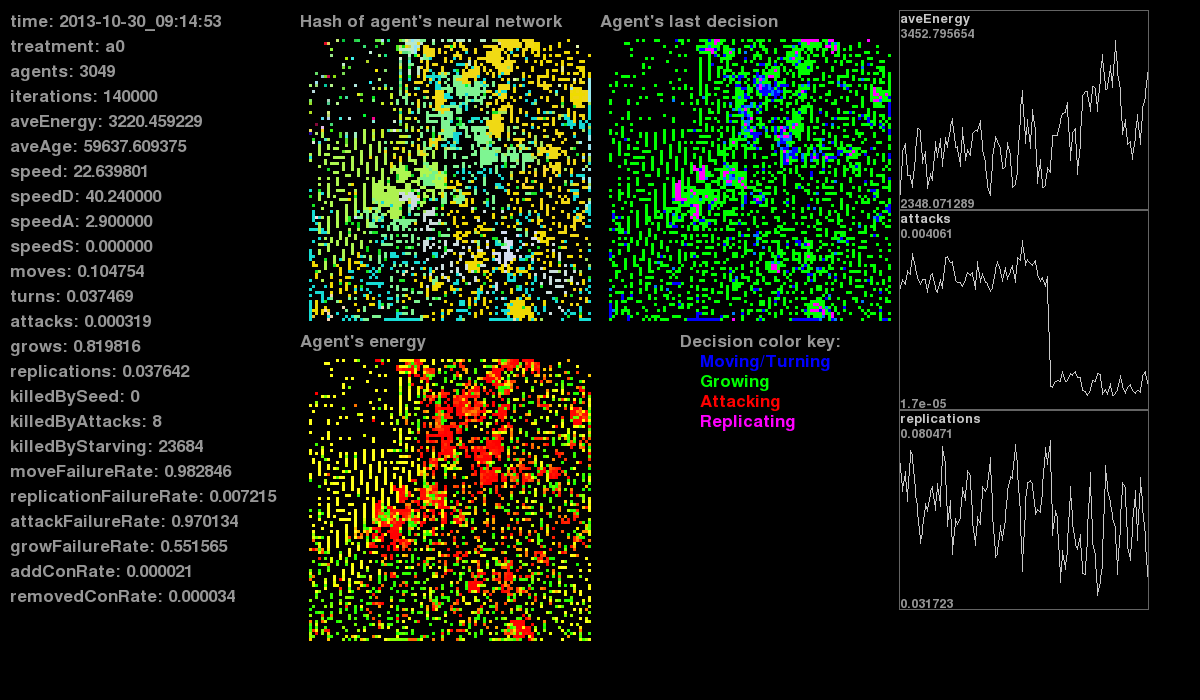 time: 2013-10-30_09:14:53
treatment: a0
agents: 3049
iterations: 140000
aveEnergy: 3220.459229
aveAge: 59637.609375
speed: 22.639801
speedD: 40.240000
speedA: 2.900000
speedS: 0.000000
moves: 0.104754
turns: 0.037469
attacks: 0.000319
grows: 0.819816
replications: 0.037642
killedBySeed: 0
killedByAttacks: 8
killedByStarving: 23684
moveFailureRate: 0.982846
replicationFailureRate: 0.007215
attackFailureRate: 0.970134
growFailureRate: 0.551565
addConRate: 0.000021
removedConRate: 0.000034
Hash of agent's neural network
Agent's last decision
Agent's energy
Decision color key:
Moving/Turning
Growing
Attacking
Replicating
aveEnergy
3452.795654
2348.071289
attacks
0.004061
1.7e-05
replications
0.080471
0.031723